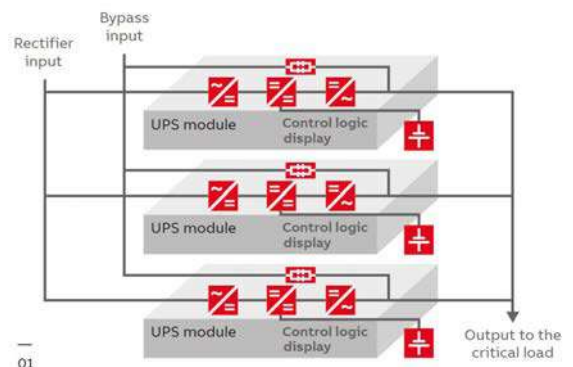 Bypass
input
Rectifier
input
UPS module
Control logic
display
UPS module
Control logic
display
UPS module
Control logic
display
Output to the
critical load
—
01